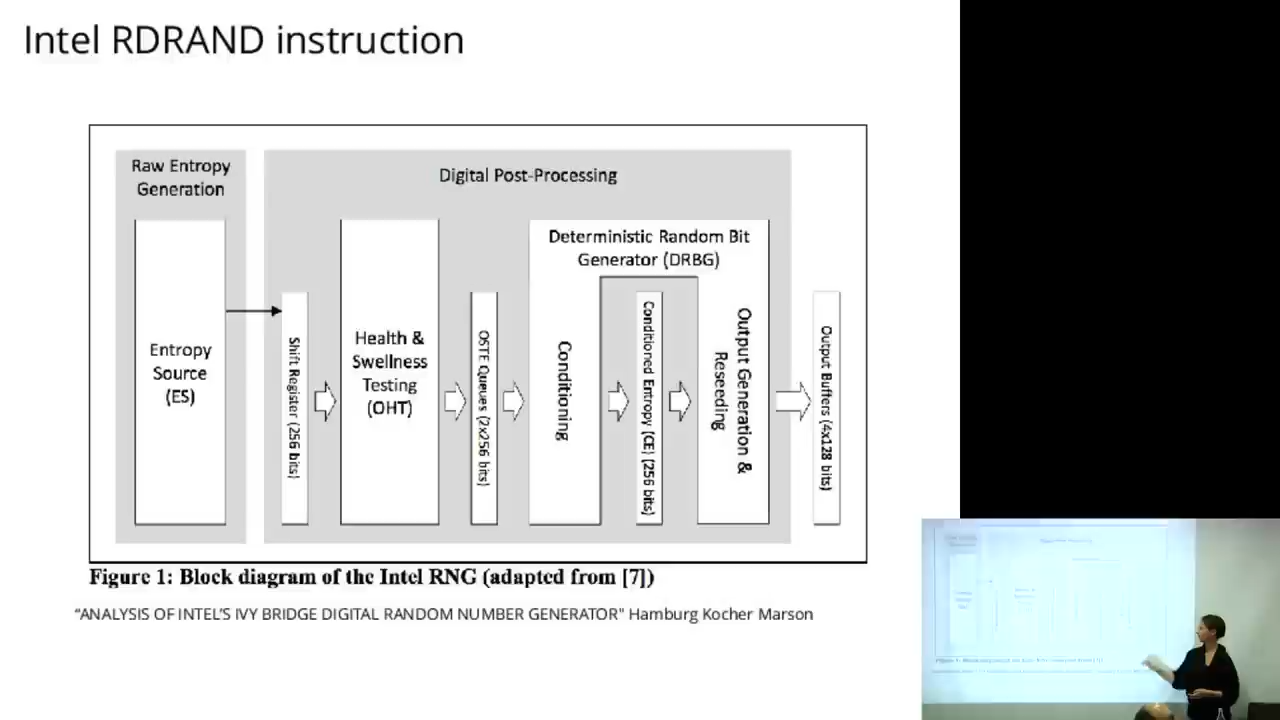 Intel RDRAND instruction
Raw Entropy
Generation
Digital Post-Processing
Entropy
Source
(ES)
Shift Register (256 bits)
Health &
Swellness
Testing
(OHT)
OSTE Queues (2x256 bits)
Deterministic Random Bit
Generator (DRBG)
Conditioning
Conditioned Entropy (CE) (256 bits)
Output Generation &
Reseeding
Output Buffers (4x128 bits)
Figure 1: Block diagram of the Intel RNG (adapted from [7])
"ANALYSIS OF INTEL'S IVY BRIDGE DIGITAL RANDOM NUMBER GENERATOR" Hamburg Kocher Marson